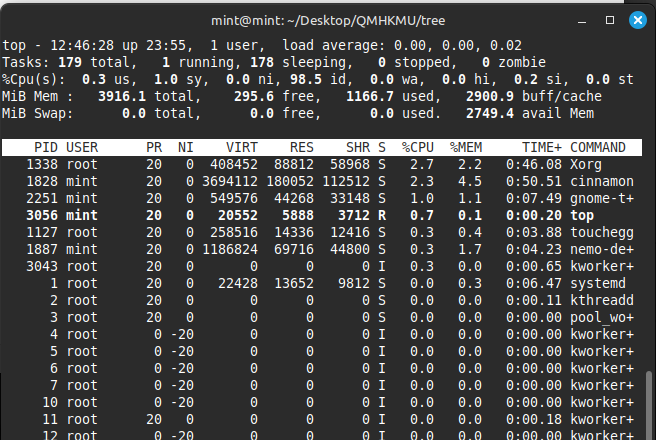 mint@mint: ~/Desktop/QMHKMU/tree
top - 12:46:28 up 23:55,  1 user,  load average: 0.00, 0.00, 0.02
Tasks: 179 total,   1 running, 178 sleeping,   0 stopped,   0 zombie
%Cpu(s):  0.3 us,  1.0 sy,  0.0 ni, 98.5 id,  0.0 wa,  0.0 hi,  0.2 si,  0.0 st
MiB Mem :   3916.1 total,    295.6 free,   1166.7 used,   2900.9 buff/cache
MiB Swap:      0.0 total,      0.0 free,      0.0 used.   2749.4 avail Mem
PID USER      PR  NI    VIRT    RES    SHR S  %CPU  %MEM     TIME+ COMMAND
1338 root      20   0  408452  88812  58968 S   2.7   2.2   0:46.08 Xorg
1828 mint      20   0 3694112 180052 112512 S   2.3   4.5   0:50.51 cinnamon
2251 mint      20   0  549576  44268  33148 S   1.0   1.1   0:07.49 gnome-t+
3056 mint      20   0   20552   5888   3712 R   0.7   0.1   0:00.20 top
1127 root      20   0  258516  14336  12416 S   0.3   0.4   0:03.88 touchegg
1887 mint      20   0 1186824  69716  44800 S   0.3   1.7   0:04.23 nemo-de+
3043 root      20   0       0      0      0 I   0.3   0.0   0:00.65 kworker+
1 root      20   0   22428  13652   9812 S   0.0   0.3   0:06.47 systemd
2 root      20   0       0      0      0 S   0.0   0.0   0:00.11 kthreadd
3 root      20   0       0      0      0 S   0.0   0.0   0:00.00 pool_wo+
4 root       0 -20       0      0      0 I   0.0   0.0   0:00.00 kworker+
5 root       0 -20       0      0      0 I   0.0   0.0   0:00.00 kworker+
6 root       0 -20       0      0      0 I   0.0   0.0   0:00.00 kworker+
7 root       0 -20       0      0      0 I   0.0   0.0   0:00.00 kworker+
10 root       0 -20       0      0      0 I   0.0   0.0   0:00.00 kworker+
11 root      20   0       0      0      0 I   0.0   0.0   0:00.18 kworker+
12 root       0 -20       0      0      0 I   0.0   0.0   0:00.00 kworker+